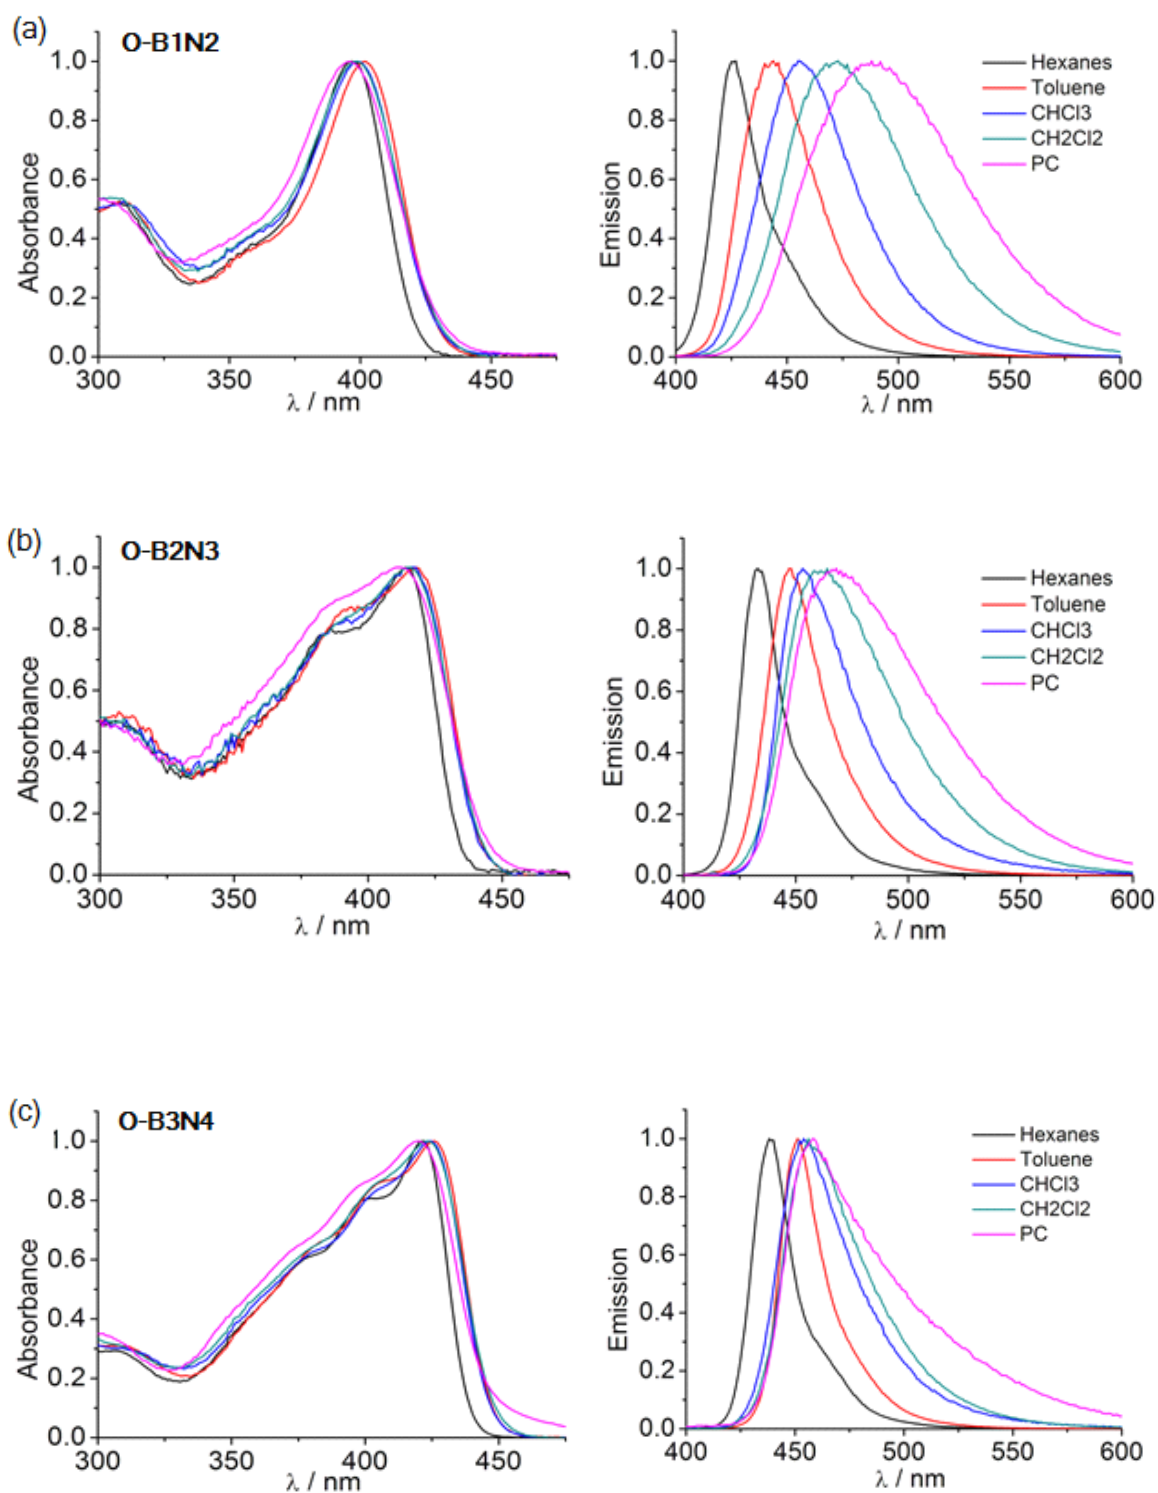 (a)
O-B1N2
Absorbance
1.0
0.8
0.6
0.4
0.2
0.0
300 350 400 450
λ / nm
Emission
1.0
0.8
0.6
0.4
0.2
0.0
400 450 500 550 600
λ / nm
Hexanes
Toluene
CHCl3
CH2Cl2
PC
(b)
O-B2N3
Absorbance
1.0
0.8
0.6
0.4
0.2
0.0
300 350 400 450
λ / nm
Emission
1.0
0.8
0.6
0.4
0.2
0.0
400 450 500 550 600
λ / nm
Hexanes
Toluene
CHCl3
CH2Cl2
PC
(c)
O-B3N4
Absorbance
1.0
0.8
0.6
0.4
0.2
0.0
300 350 400 450
λ / nm
Emission
1.0
0.8
0.6
0.4
0.2
0.0
400 450 500 550 600
λ / nm
Hexanes
Toluene
CHCl3
CH2Cl2
PC